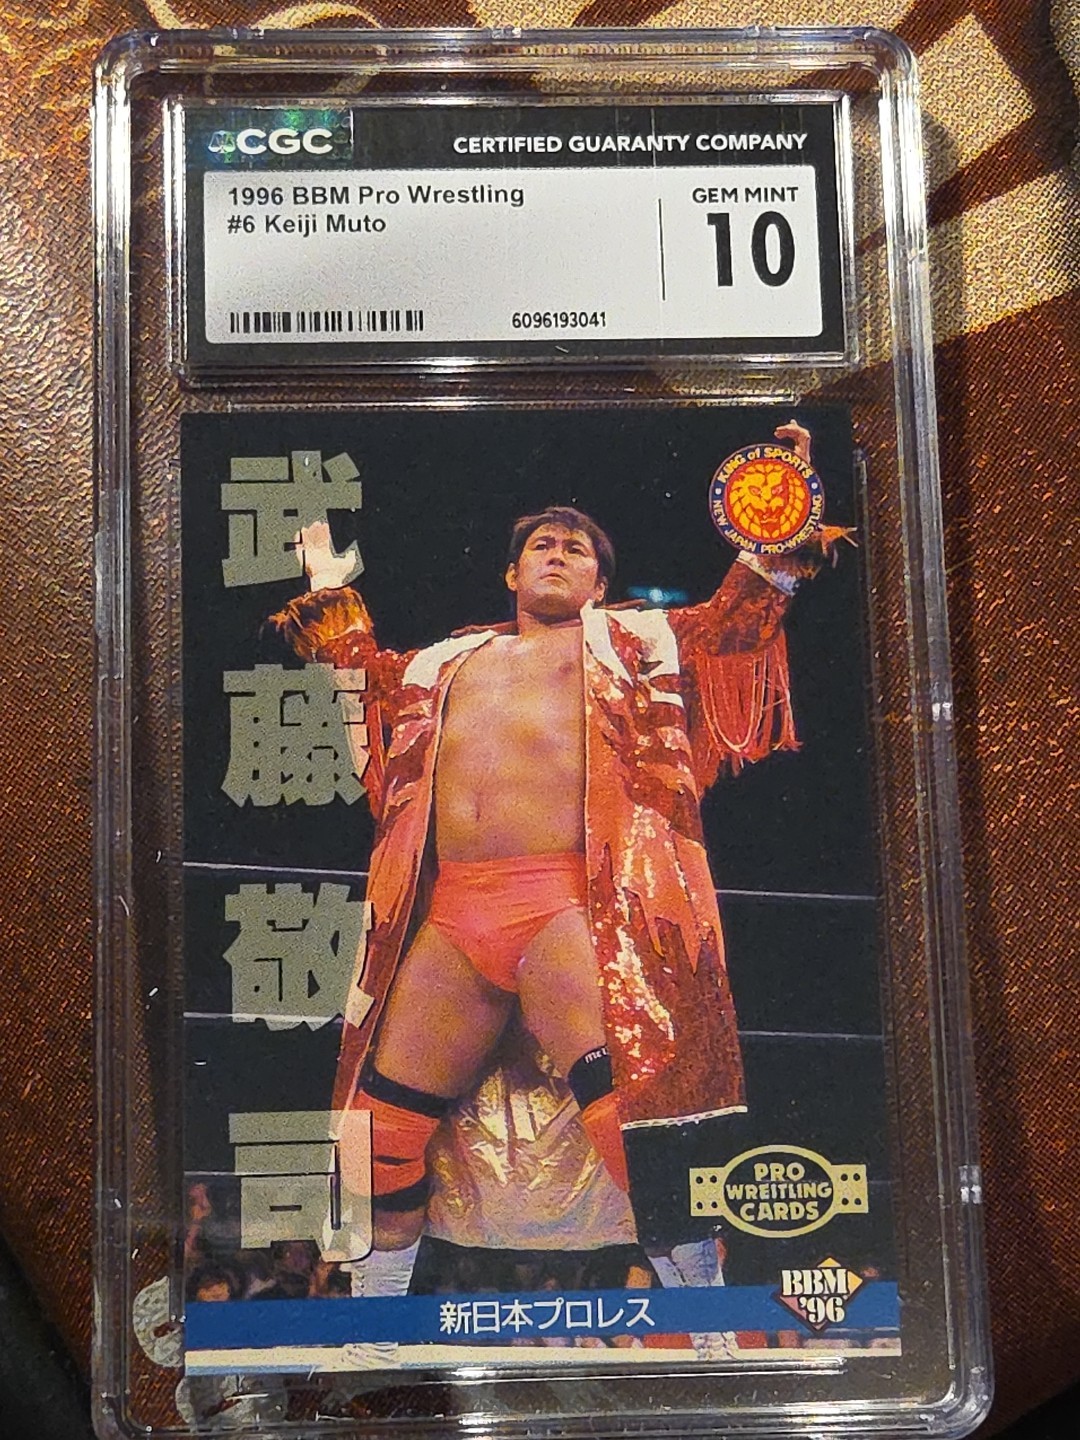 CGC
CERTIFIED GUARANTY COMPANY
1996 BBM Pro Wrestling
#6 Keiji Muto
GEM MINT
10
6096193041
武藤敬司
KING of SPORTS
NEW JAPAN PRO-WRESTLING
PRO
WREITLING
CARDS
BBM
'96
新日本プロレス